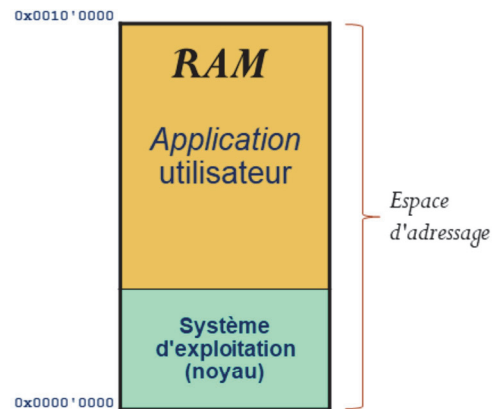 0x0010'0000
RAM
Application
utilisateur
Espace
d'adressage
Système
d'exploitation
(noyau)
0x0000'0000